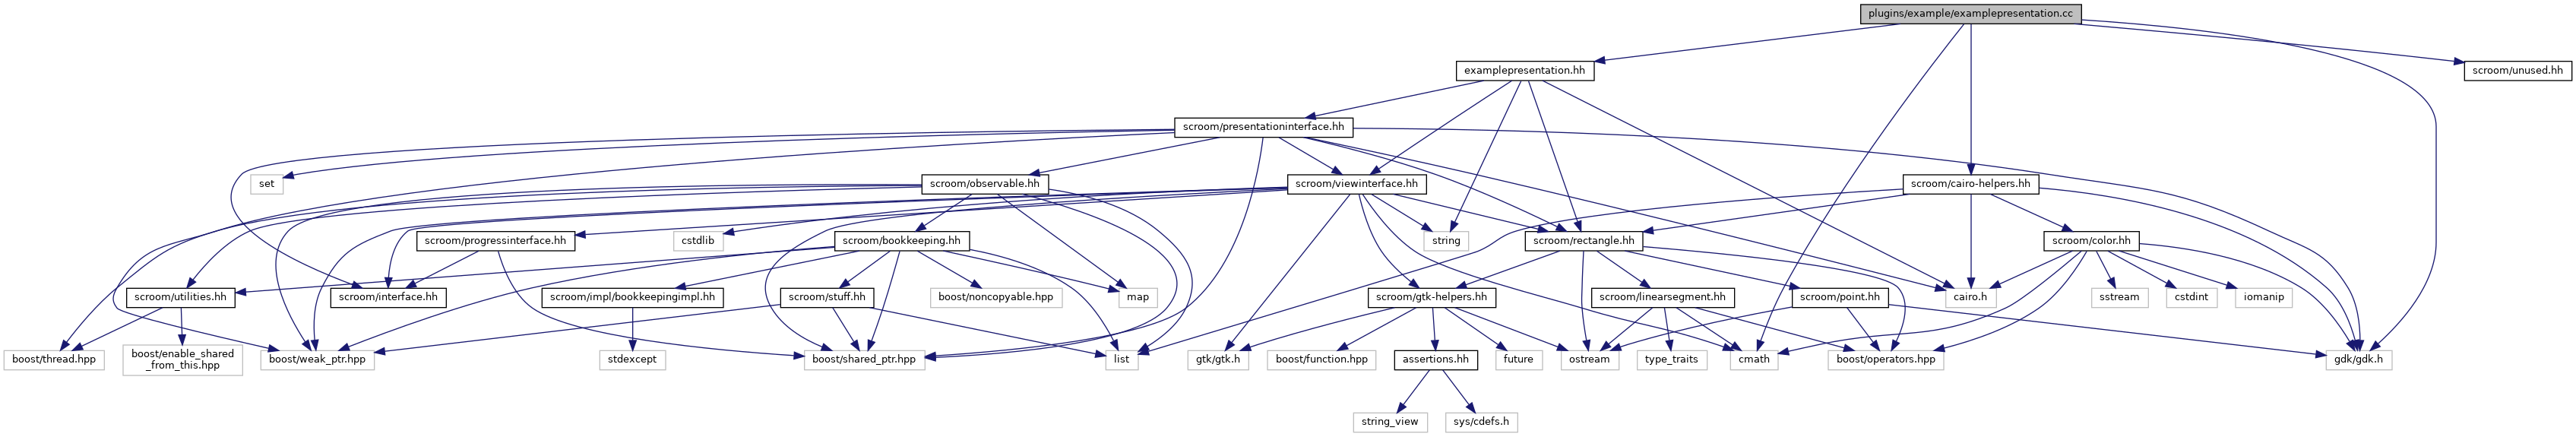 plugins/example/examplepresentation.cc
examplepresentation.hh
scroom/unused.hh
scroom/presentationinterface.hh
set
scroom/observable.hh
scroom/viewinterface.hh
scroom/cairo-helpers.hh
scroom/progressinterface.hh
cstdlib
scroom/bookkeeping.hh
string
scroom/rectangle.hh
scroom/color.hh
scroom/utilities.hh
scroom/interface.hh
scroom/impl/bookkeepingimpl.hh
scroom/stuff.hh
boost/noncopyable.hpp
map
scroom/gtk-helpers.hh
scroom/linearsegment.hh
scroom/point.hh
cairo.h
sstream
cstdint
iomanip
boost/thread.hpp
boost/enable_shared
_from_this.hpp
boost/weak_ptr.hpp
stdexcept
boost/shared_ptr.hpp
list
gtk/gtk.h
boost/function.hpp
assertions.hh
future
ostream
type_traits
cmath
boost/operators.hpp
gdk/gdk.h
string_view
sys/cdefs.h